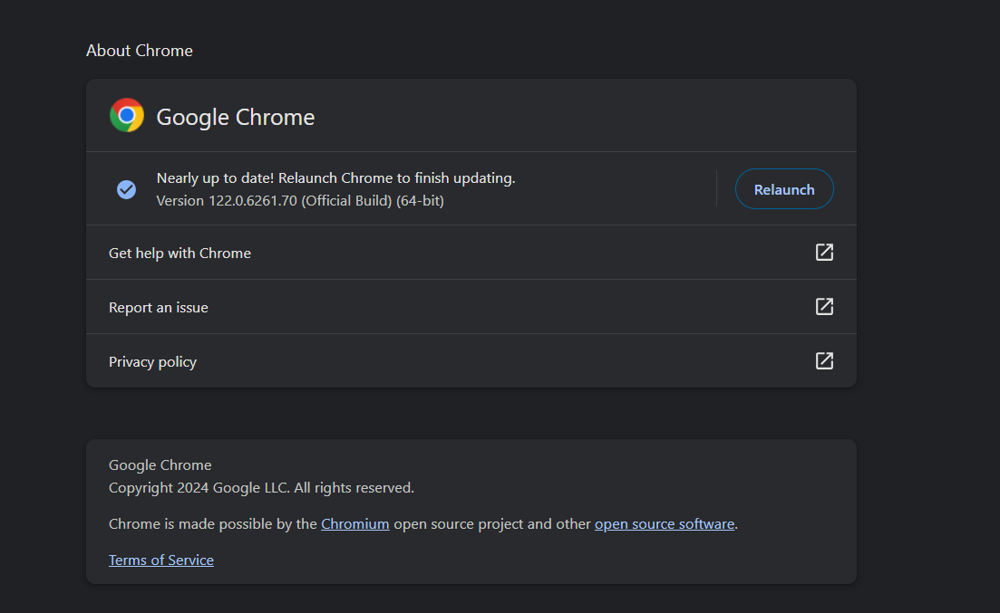 About Chrome
Google Chrome
Nearly up to date! Relaunch Chrome to finish updating.
Version 122.0.6261.70 (Official Build) (64-bit)
Relaunch
Get help with Chrome
Report an issue
Privacy policy
Google Chrome
Copyright 2024 Google LLC. All rights reserved.
Chrome is made possible by the Chromium open source project and other open source software.
Terms of Service